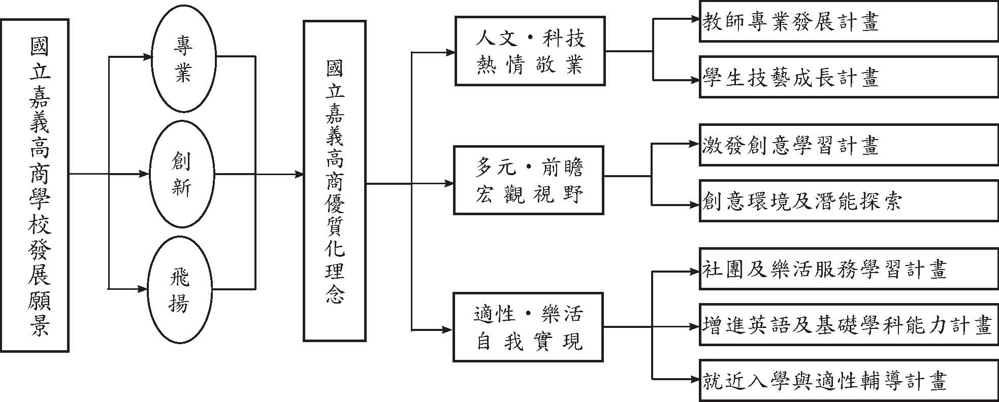 國立嘉義高商學校發展願景
專業
創新
飛揚
國立嘉義高商優質化理念
人文・科技
熱情敬業
多元・前瞻
宏觀視野
適性・樂活
自我實現
教師專業發展計畫
學生技藝成長計畫
激發創意學習計畫
創意環境及潛能探索
社團及樂活服務學習計畫
增進英語及基礎學科能力計畫
就近入學與適性輔導計畫